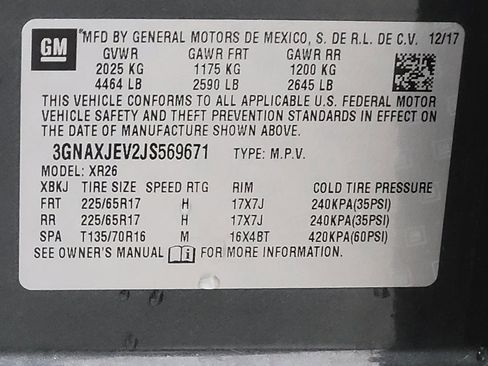 GM *MFD BY GENERAL MOTORS DE MEXICO, S. DE R.L. DE C.V. 12/17
GVWR GAWR FRT GAWR RR
2025 KG 1175 KG 1200 KG
4464 LB 2590 LB 2645 LB
THIS VEHICLE CONFORMS TO ALL APPLICABLE U.S. FEDERAL MOTOR
VEHICLE SAFETY AND THEFT PREVENTION STANDARDS IN EFFECT ON
THE DATE OF MANUFACTURE SHOWN ABOVE.
3GNAXJEV2JS569671 TYPE: M.P.V.
MODEL: XR26
XBKJ TIRE SIZE SPEED RTG RIM COLD TIRE PRESSURE
FRT 225/65R17 H 17X7J 240KPA(35PSI)
RR 225/65R17 H 17X7J 240KPA(35PSI)
SPA T135/70R16 M 16X4BT 420KPA(60PSI)
SEE OWNER'S MANUAL FOR MORE INFORMATION.